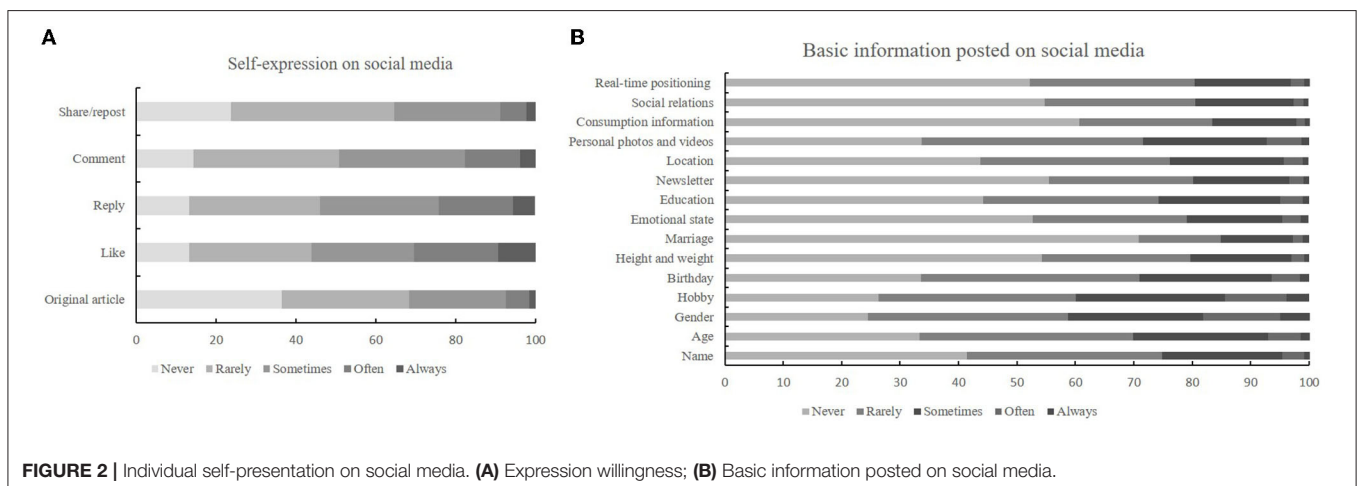 A
Self-expression on social media
Share/repost
Comment
Reply
Like
Original article
0 20 40 60 80 100
Never Rarely Sometimes Often Always
B
Basic information posted on social media
Real-time positioning
Social relations
Consumption information
Personal photos and videos
Location
Newsletter
Education
Emotional state
Marriage
Height and weight
Birthday
Hobby
Gender
Age
Name
0 10 20 30 40 50 60 70 80 90 100
Never Rarely Sometimes Often Always
FIGURE 2 | Individual self-presentation on social media. (A) Expression willingness; (B) Basic information posted on social media.